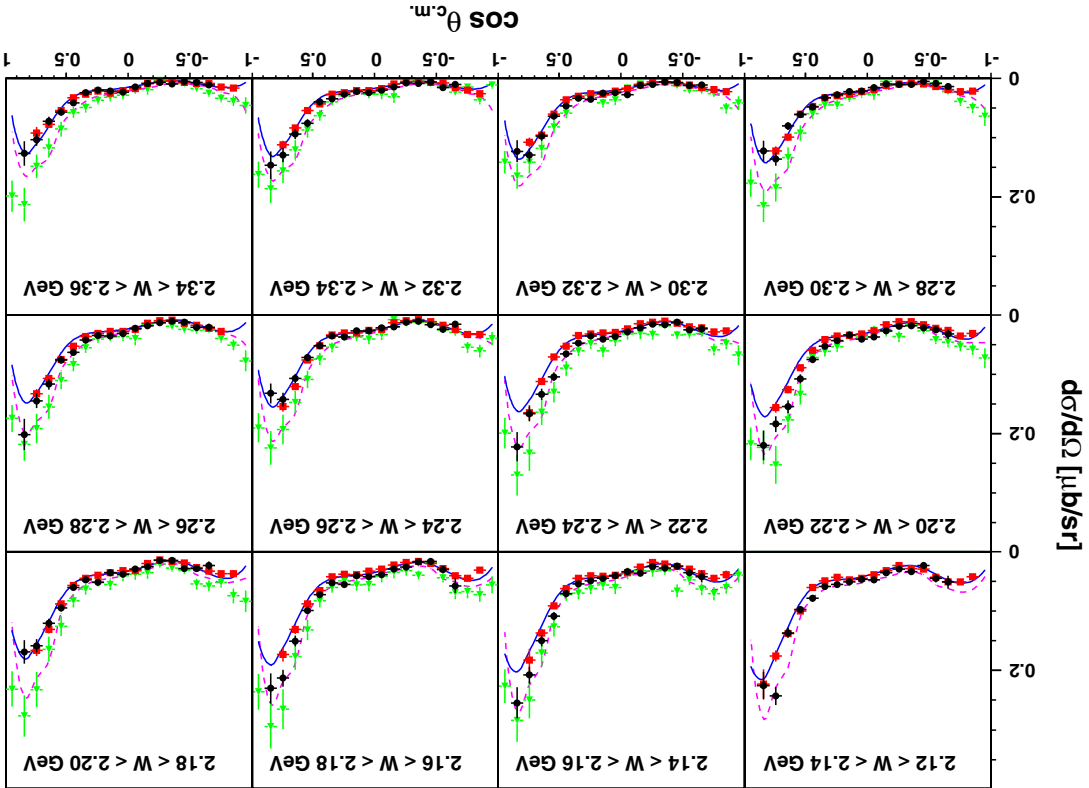 dσ/dΩ [μb/sr]
2.12 < W < 2.14 GeV
2.14 < W < 2.16 GeV
2.16 < W < 2.18 GeV
2.18 < W < 2.20 GeV
0.2
0
2.20 < W < 2.22 GeV
2.22 < W < 2.24 GeV
2.24 < W < 2.26 GeV
2.26 < W < 2.28 GeV
0.2
0
2.28 < W < 2.30 GeV
2.30 < W < 2.32 GeV
2.32 < W < 2.34 GeV
2.34 < W < 2.36 GeV
0.2
0
-1 -0.5 0 0.5 -1 -0.5 0 0.5 -1 -0.5 0 0.5 -1 -0.5 0 0.5 1
cos θc.m.